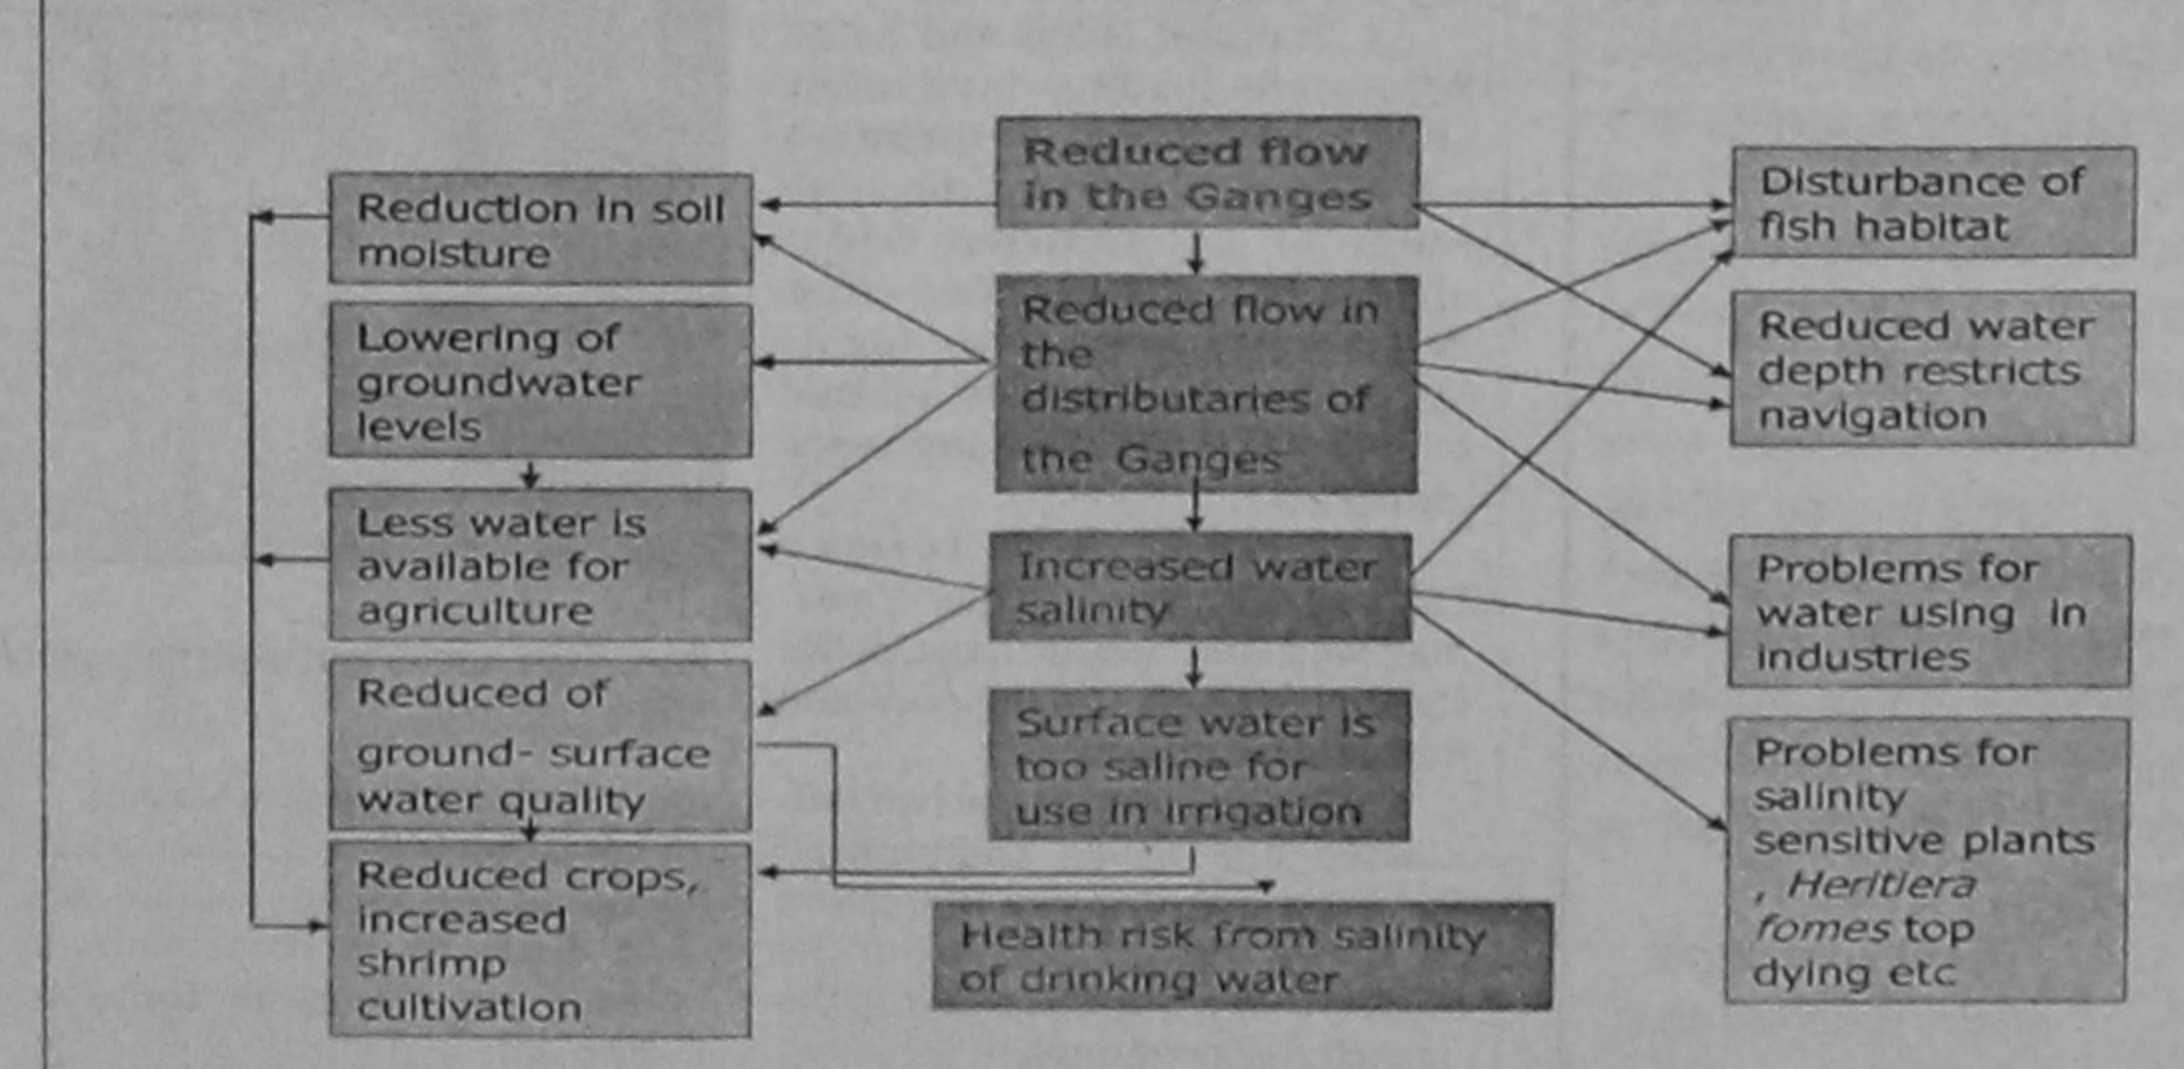 Reduced flow
in the Ganges
Reduction in soil
moisture
Disturbance of
fish habitat
Lowering of
groundwater
levels
Reduced flow in
the
distributaries of
the Ganges
Reduced water
depth restricts
navigation
Less water is
available for
agriculture
Increased water
salinity
Problems for
water using in
industries
Reduced of
ground- surface
water quality
Surface water is
too saline for
use in irrigation
Problems for
salinity
sensitive plants
, Heritiera
fomes top
dying etc
Reduced crops,
increased
shrimp
cultivation
Health risk from salinity
of drinking water